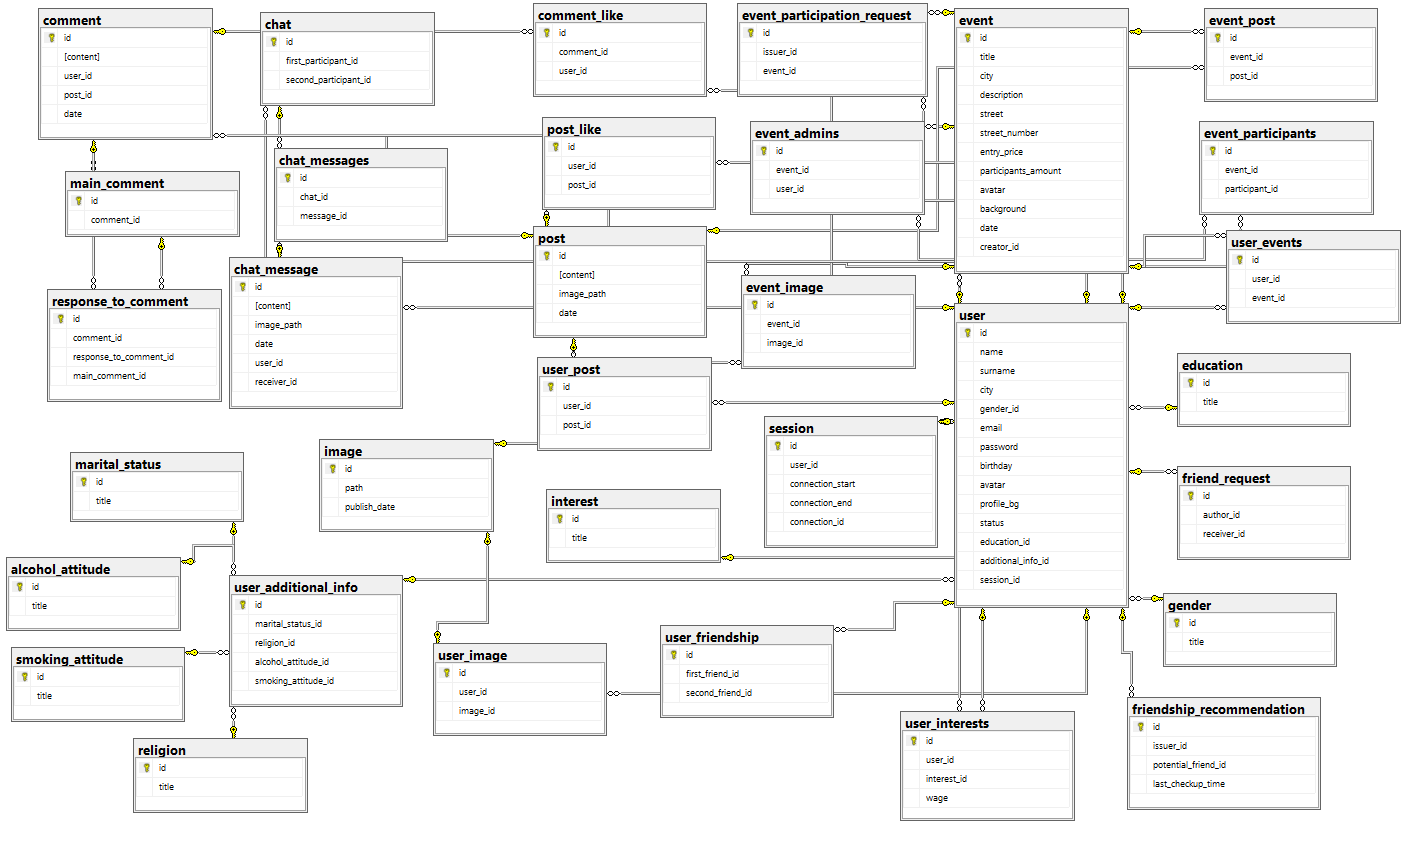 comment
id
[content]
user_id
post_id
date
chat
id
first_participant_id
second_participant_id
comment_like
id
comment_id
user_id
event_participation_request
id
issuer_id
event_id
event
id
title
city
description
street
street_number
entry_price
participants_amount
avatar
background
date
creator_id
event_post
id
event_id
post_id
post_like
id
user_id
post_id
event_admins
id
event_id
user_id
event_participants
id
event_id
participant_id
chat_messages
id
chat_id
message_id
main_comment
id
comment_id
post
id
[content]
image_path
date
user_events
id
user_id
event_id
chat_message
id
[content]
image_path
date
user_id
receiver_id
event_image
id
event_id
image_id
response_to_comment
id
comment_id
response_to_comment_id
main_comment_id
user
id
name
surname
city
gender_id
email
password
birthday
avatar
profile_bg
status
education_id
additional_info_id
session_id
user_post
id
user_id
post_id
education
id
title
session
id
user_id
connection_start
connection_end
connection_id
image
id
path
publish_date
marital_status
id
title
friend_request
id
author_id
receiver_id
interest
id
title
alcohol_attitude
id
title
user_additional_info
id
marital_status_id
religion_id
alcohol_attitude_id
smoking_attitude_id
gender
id
title
user_friendship
id
first_friend_id
second_friend_id
user_image
id
user_id
image_id
smoking_attitude
id
title
friendship_recommendation
id
issuer_id
potential_friend_id
last_checkup_time
user_interests
id
user_id
interest_id
wage
religion
id
title